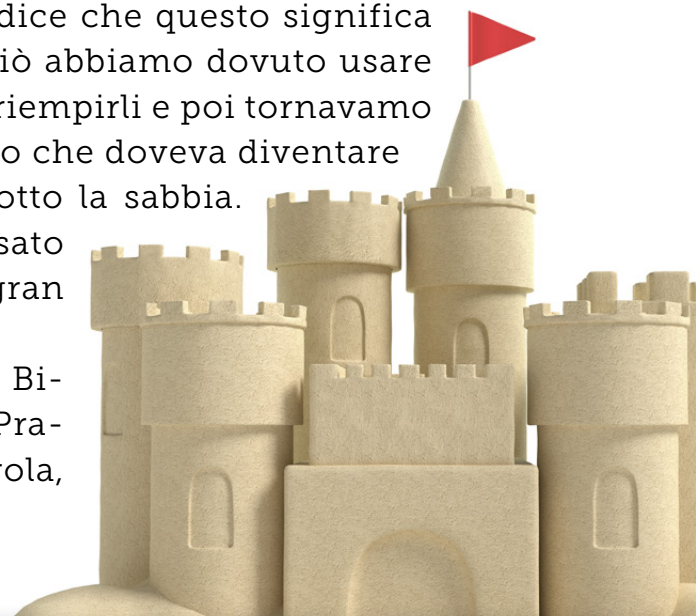 dice che questo significa
iò abbiamo dovuto usare
riempirli e poi tornavamo
o che doveva diventare
otto la sabbia.
sato
gran
Bi-
Pra-
ola,